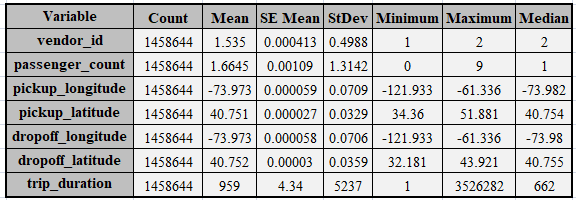 Variable Count Mean SE Mean StDev Minimum Maximum Median
vendor_id 1458644 1.535 0.000413 0.4988 1 2 2
passenger_count 1458644 1.6645 0.00109 1.3142 0 9 1
pickup_longitude 1458644 -73.973 0.000059 0.0709 -121.933 -61.336 -73.982
pickup_latitude 1458644 40.751 0.000027 0.0329 34.36 51.881 40.754
dropoff_longitude 1458644 -73.973 0.000058 0.0706 -121.933 -61.336 -73.98
dropoff_latitude 1458644 40.752 0.00003 0.0359 32.181 43.921 40.755
trip_duration 1458644 959 4.34 5237 1 3526282 662